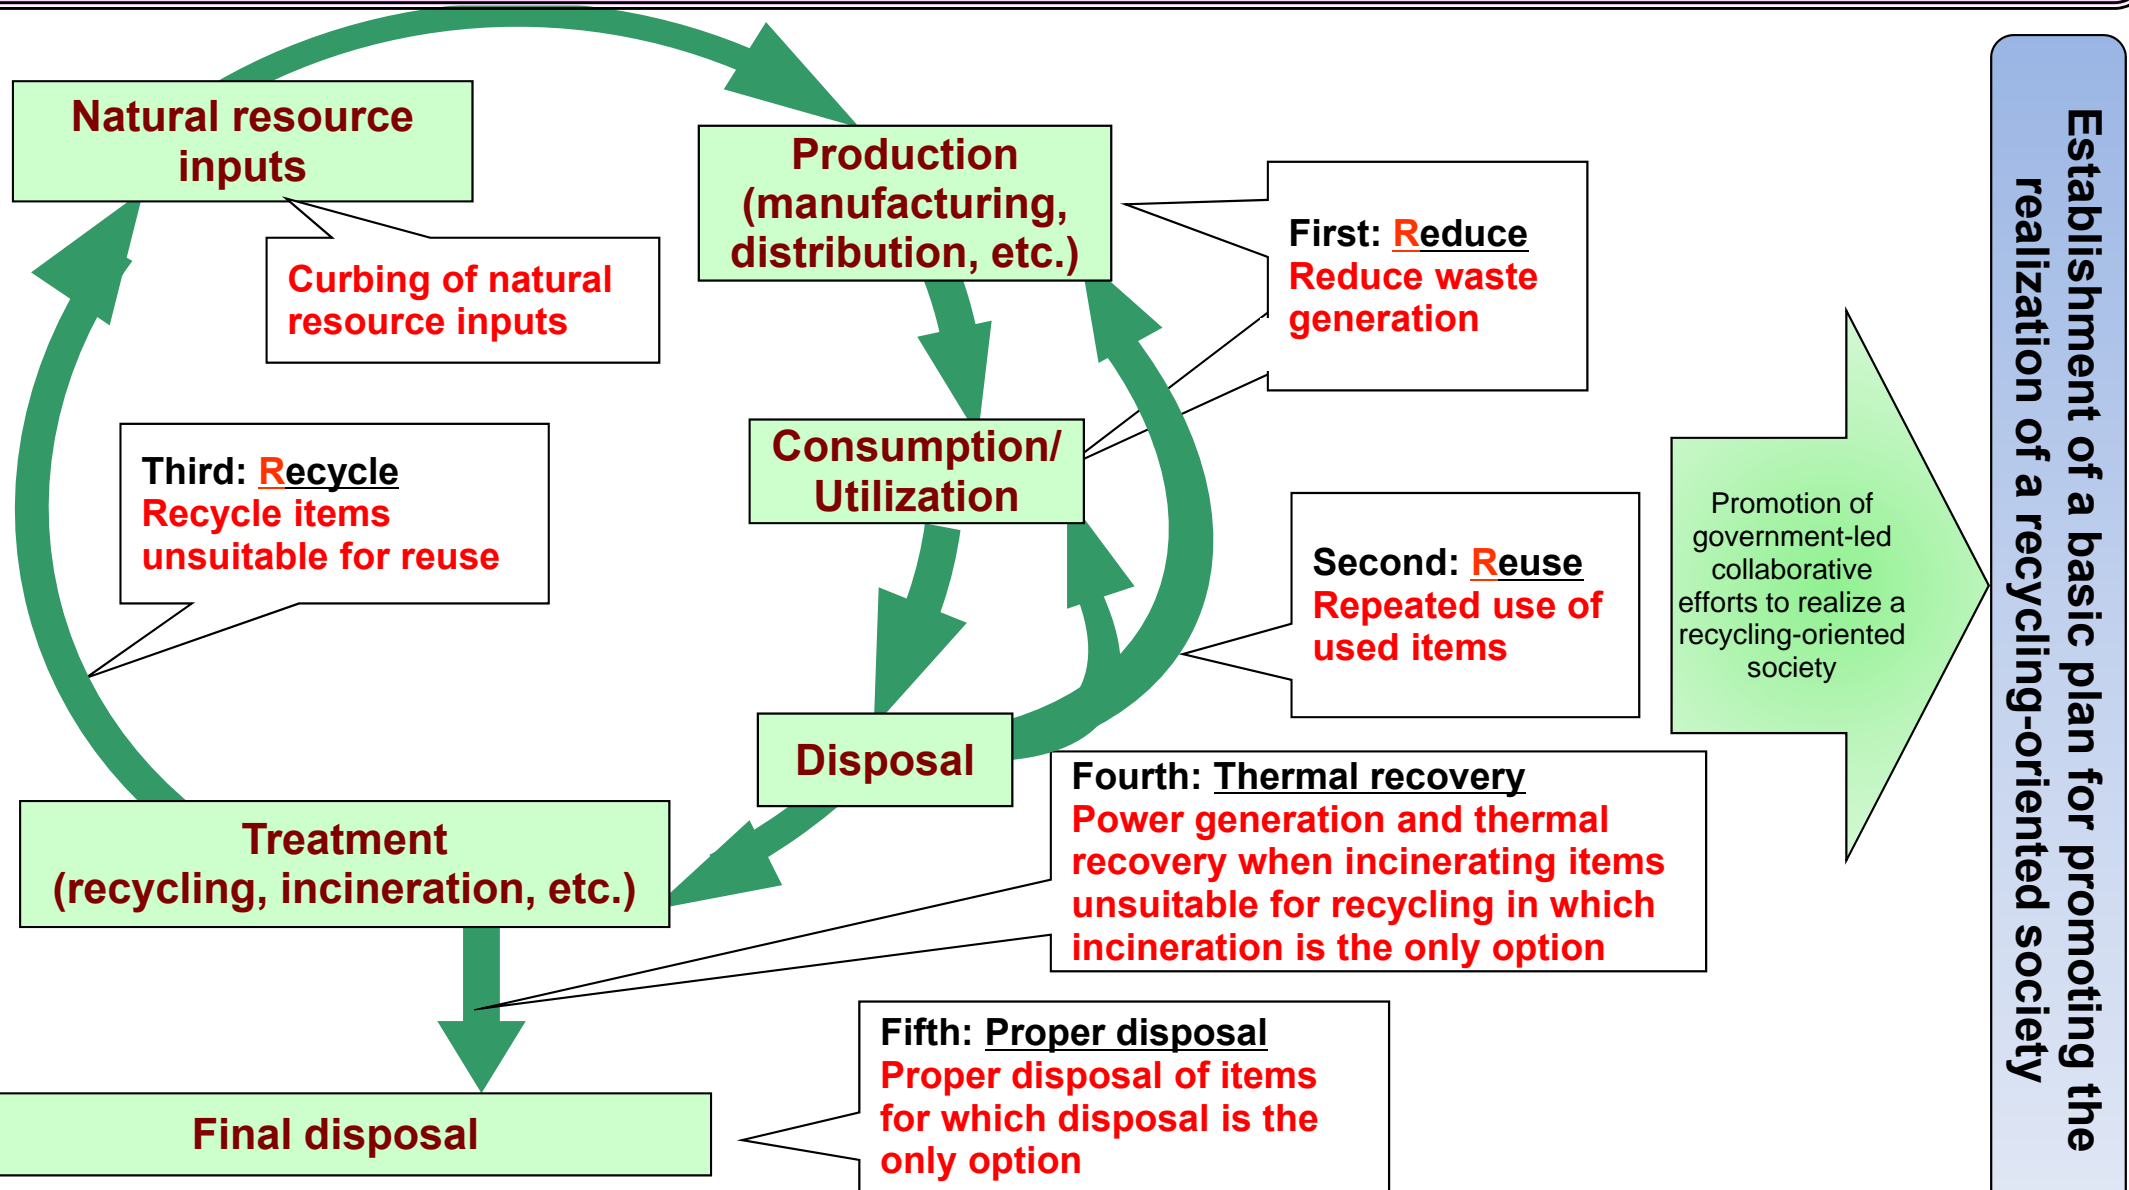 Natural resource
inputs
Production
(manufacturing,
distribution, etc.)
Curbing of natural
resource inputs
First: Reduce
Reduce waste
generation
Third: Recycle
Recycle items
unsuitable for reuse
Consumption/
Utilization
Second: Reuse
Repeated use of
used items
Disposal
Treatment
(recycling, incineration, etc.)
Fourth: Thermal recovery
Power generation and thermal
recovery when incinerating items
unsuitable for recycling in which
incineration is the only option
Final disposal
Fifth: Proper disposal
Proper disposal of items
for which disposal is the
only option
Promotion of
government-led
collaborative
efforts to realize a
recycling-oriented
society
Establishment of a basic plan for promoting the
realization of a recycling-oriented society